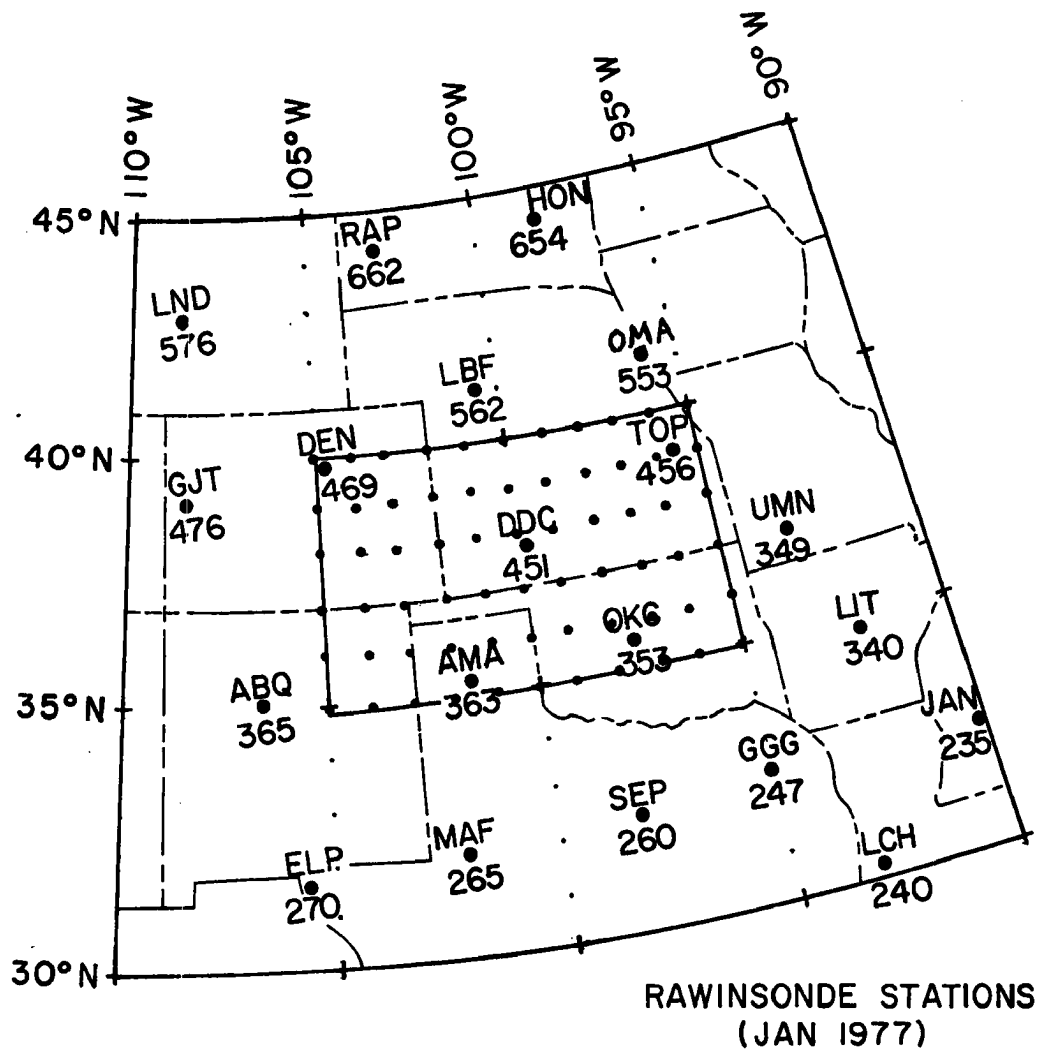 110°W
105°W
100°W
95°W
90°W
45°N
40°N
35°N
30°N
HON
654
RAP
662
LND
576
OMA
553
LBF
562
DEN
469
TOP
456
GJT
476
DDC
451
UMN
349
OKC
353
LIT
340
AMA
363
ABQ
365
JAN
235
GGG
247
SEP
260
MAF
265
LCH
240
ELP
270
RAWINSONDE STATIONS
(JAN 1977)